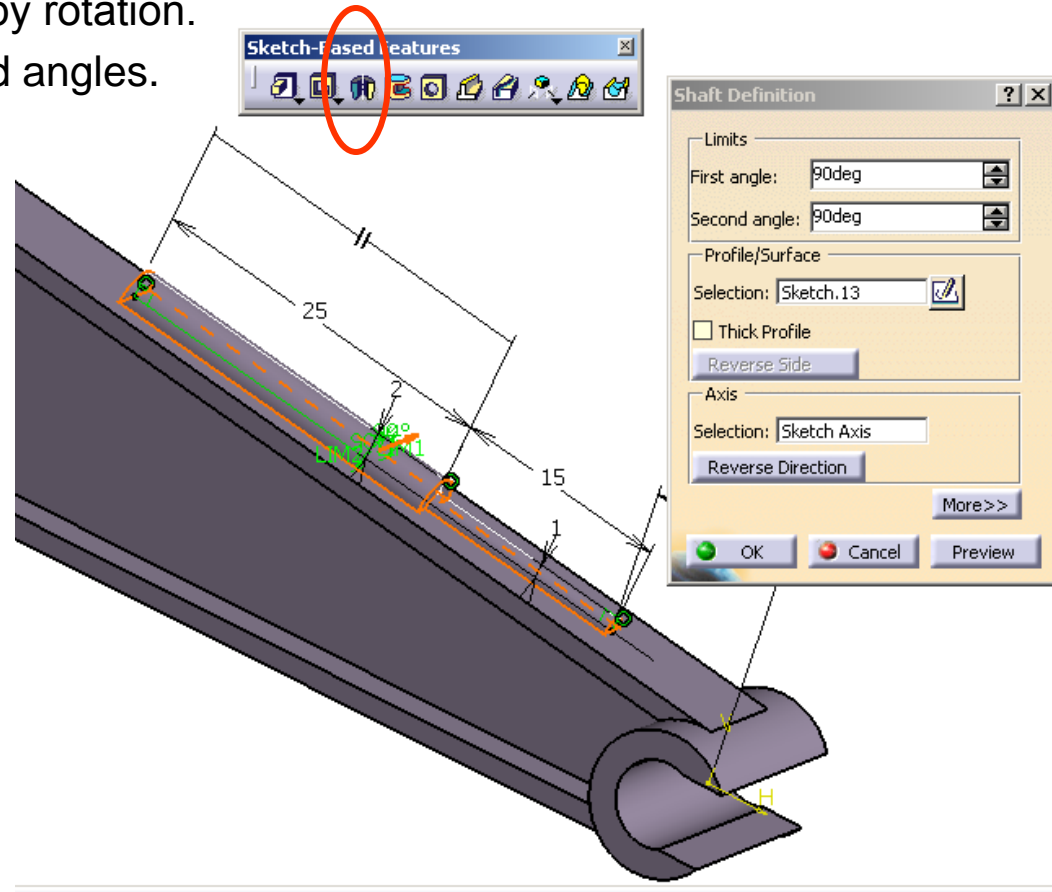 by rotation.
d angles.
Sketch-Based Features
Shaft Definition
Limits
First angle: 90deg
Second angle: 90deg
Profile/Surface
Selection: Sketch.13
Thick Profile
Reverse Side
Axis
Selection: Sketch Axis
Reverse Direction
More>>
OK Cancel Preview
25
2
LIM2 LIM1
15
1
V
H